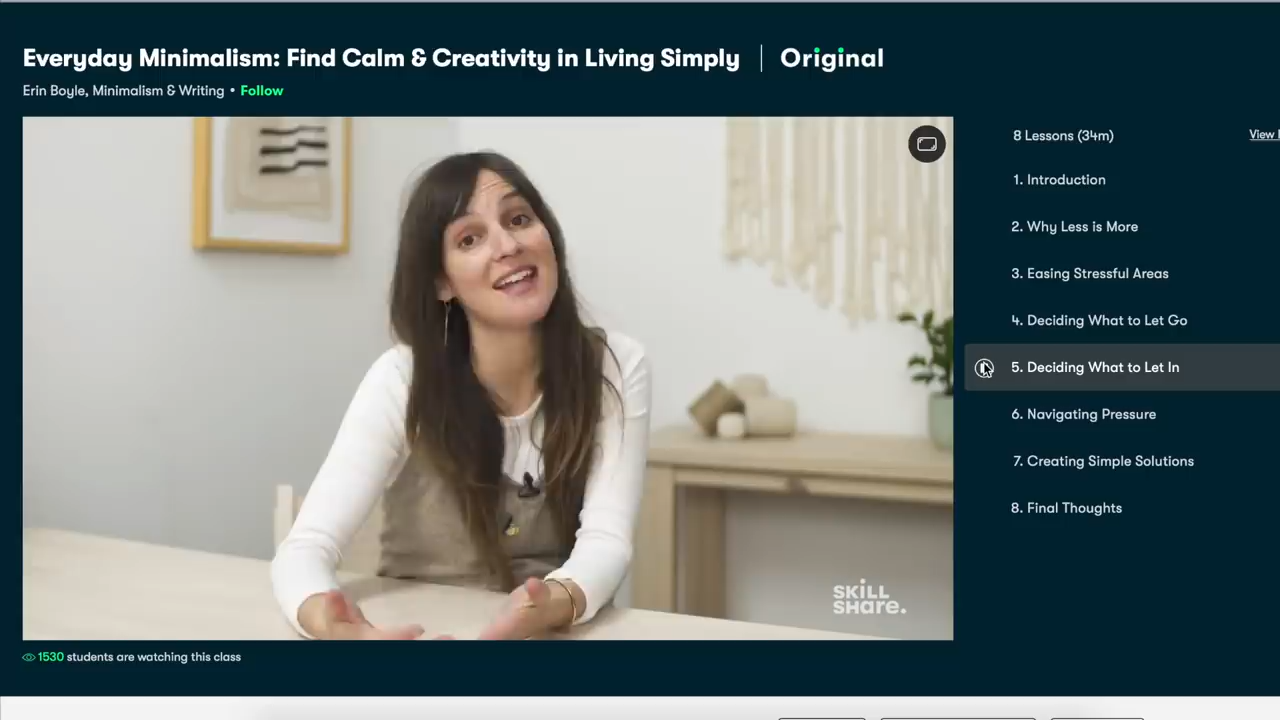 Everyday Minimalism: Find Calm & Creativity in Living Simply | Original
Erin Boyle, Minimalism & Writing • Follow
8 Lessons (34m)
View
1. Introduction
2. Why Less is More
3. Easing Stressful Areas
4. Deciding What to Let Go
5. Deciding What to Let In
6. Navigating Pressure
7. Creating Simple Solutions
8. Final Thoughts
SKILL
SHARE.
1530 students are watching this class